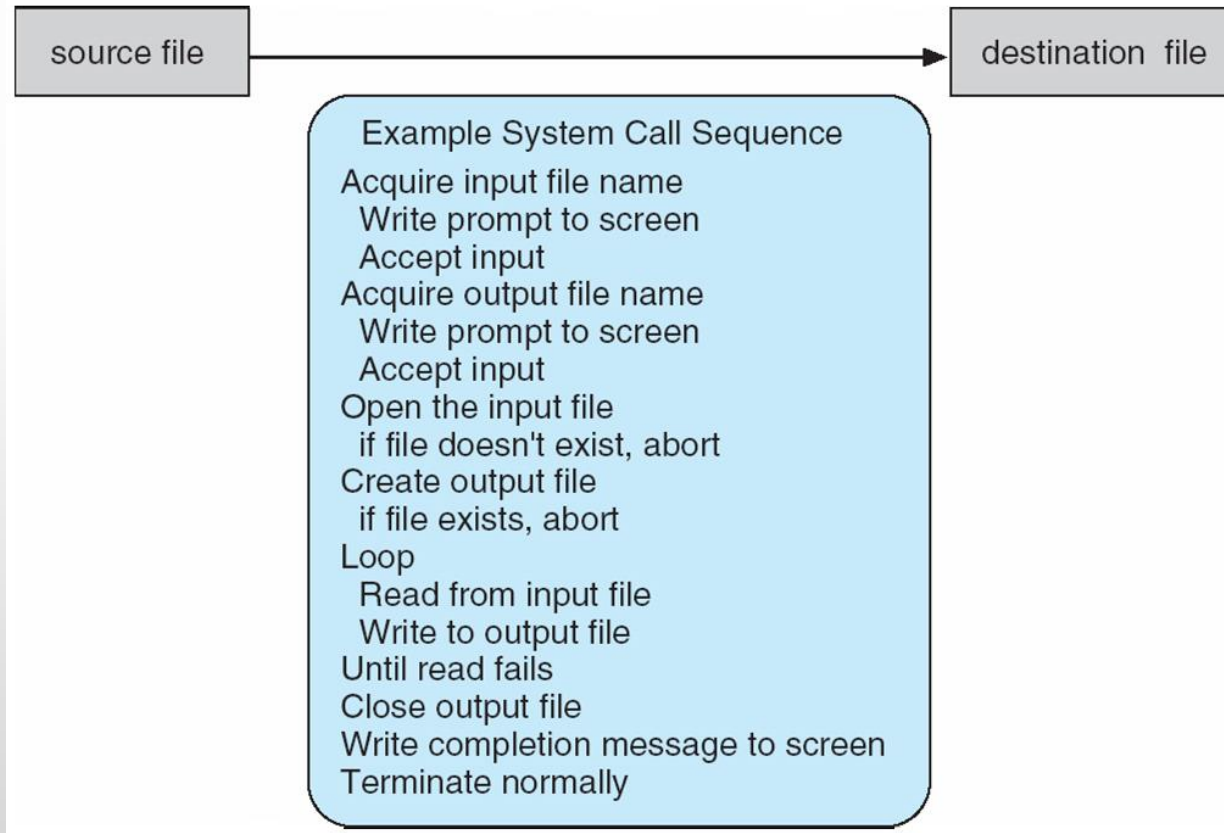 source file
destination file
Example System Call Sequence
Acquire input file name
Write prompt to screen
Accept input
Acquire output file name
Write prompt to screen
Accept input
Open the input file
if file doesn't exist, abort
Create output file
if file exists, abort
Loop
Read from input file
Write to output file
Until read fails
Close output file
Write completion message to screen
Terminate normally